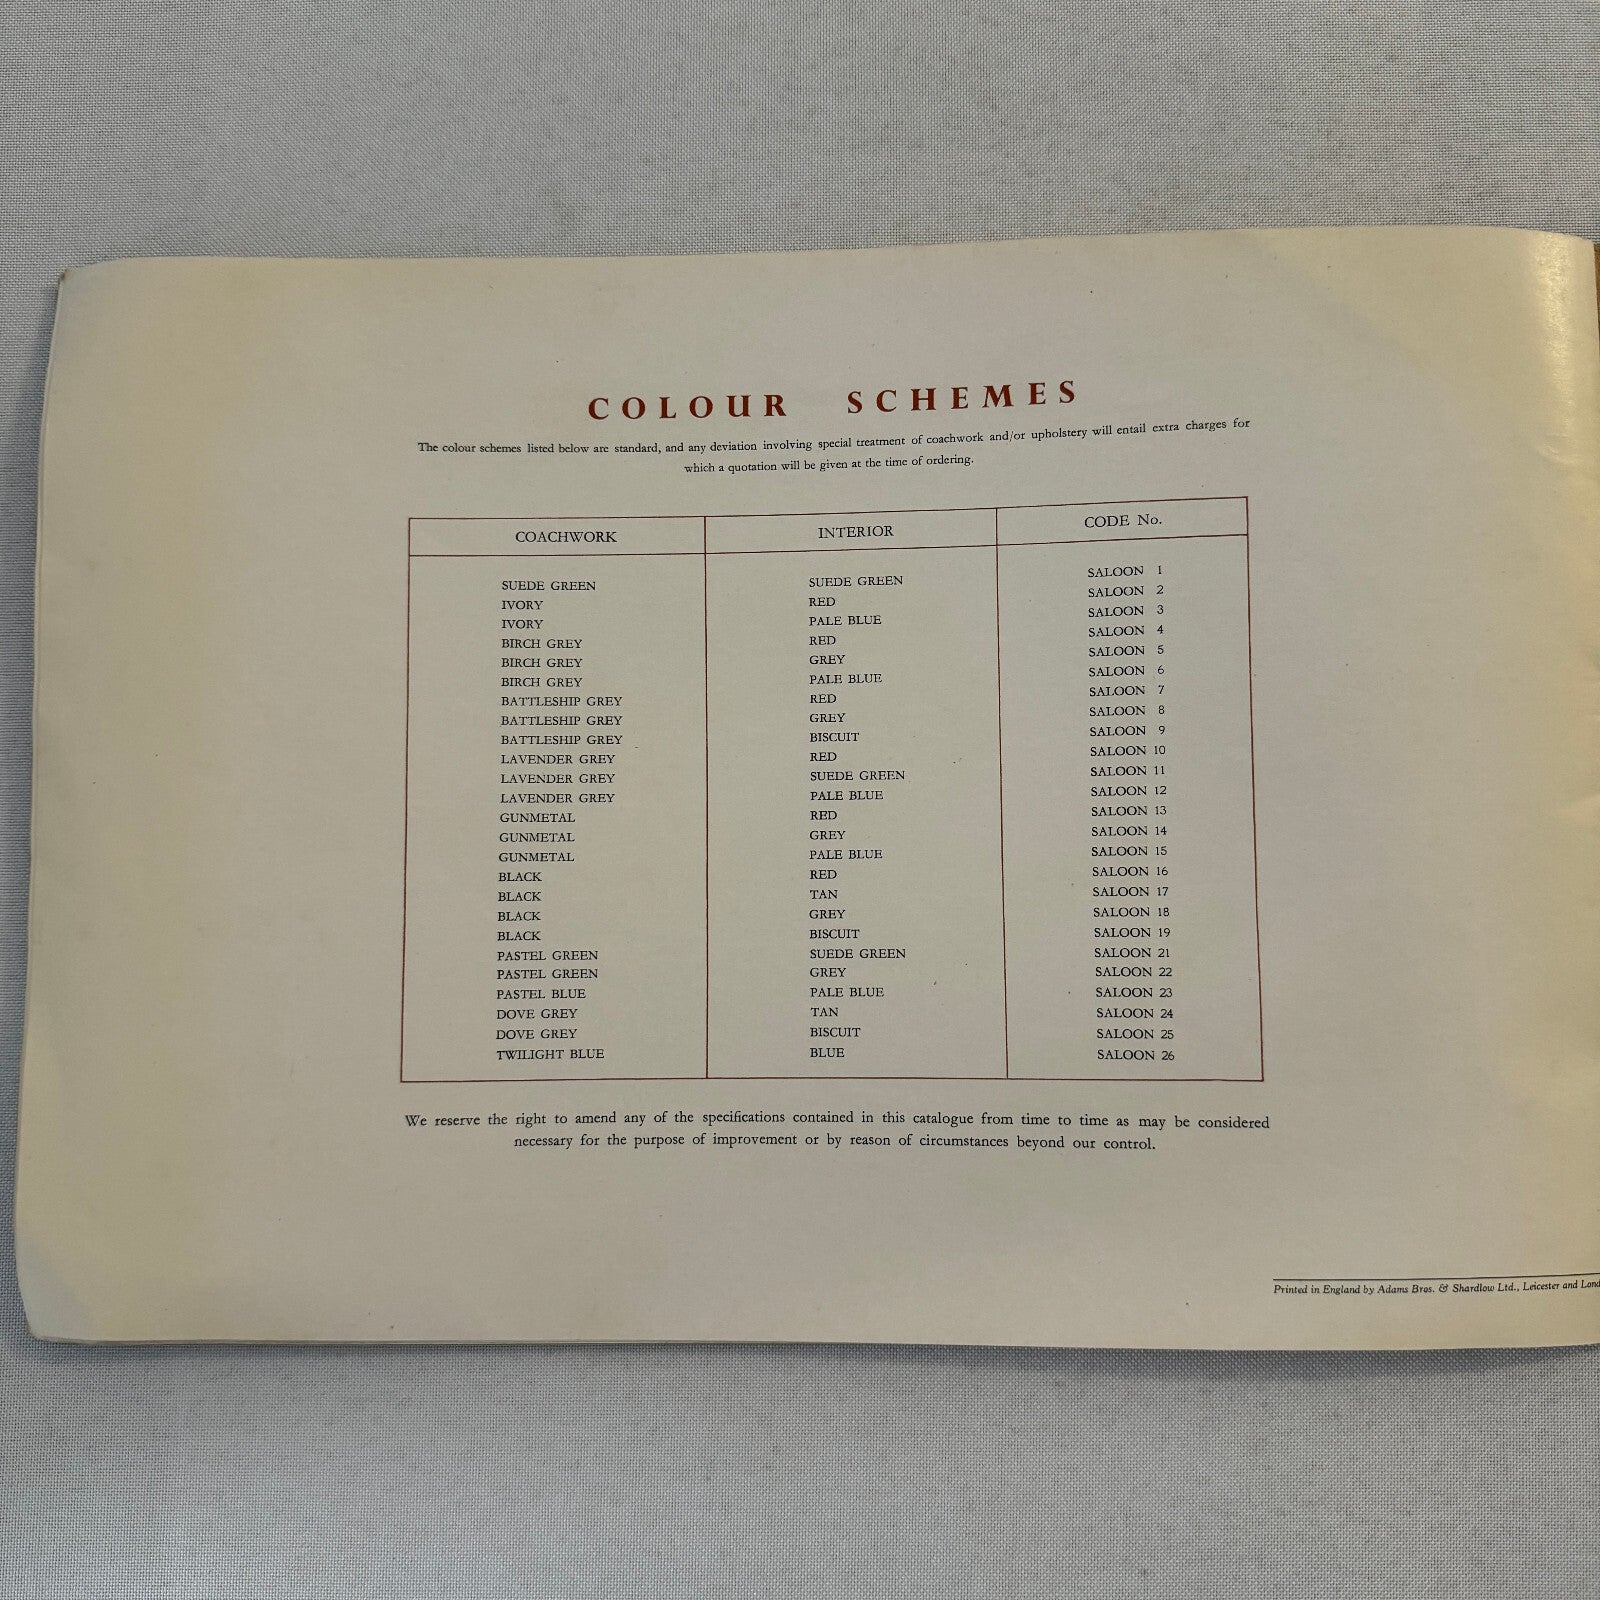 COLOUR SCHEMES
The colour schemes listed below are standard, and any deviation involving special treatment of coachwork and/or upholstery will entail extra charges for
which a quotation will be given at the time of ordering.
COACHWORK INTERIOR CODE No.
SUEDE GREEN SUEDE GREEN SALOON 1
IVORY RED SALOON 2
IVORY PALE BLUE SALOON 3
BIRCH GREY RED SALOON 4
BIRCH GREY GREY SALOON 5
BIRCH GREY PALE BLUE SALOON 6
BATTLESHIP GREY RED SALOON 7
BATTLESHIP GREY GREY SALOON 8
BATTLESHIP GREY BISCUIT SALOON 9
LAVENDER GREY RED SALOON 10
LAVENDER GREY SUEDE GREEN SALOON 11
LAVENDER GREY PALE BLUE SALOON 12
GUNMETAL RED SALOON 13
GUNMETAL GREY SALOON 14
GUNMETAL PALE BLUE SALOON 15
BLACK RED SALOON 16
BLACK TAN SALOON 17
BLACK GREY SALOON 18
BLACK BISCUIT SALOON 19
PASTEL GREEN SUEDE GREEN SALOON 21
PASTEL GREEN GREY SALOON 22
PASTEL BLUE PALE BLUE SALOON 23
DOVE GREY TAN SALOON 24
DOVE GREY BISCUIT SALOON 25
TWILIGHT BLUE BLUE SALOON 26
We reserve the right to amend any of the specifications contained in this catalogue from time to time as may be considered
necessary for the purpose of improvement or by reason of circumstances beyond our control.
Printed in England by Adams Bros. & Shardlow Ltd., Leicester and